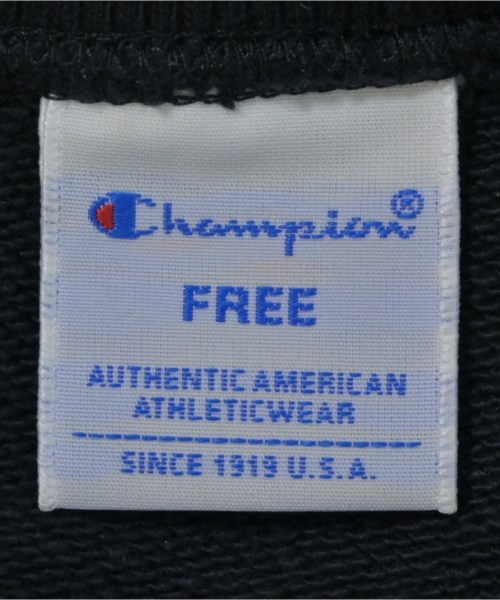 Champion®
FREE
AUTHENTIC AMERICAN
ATHLETICWEAR
SINCE 1919 U.S.A.